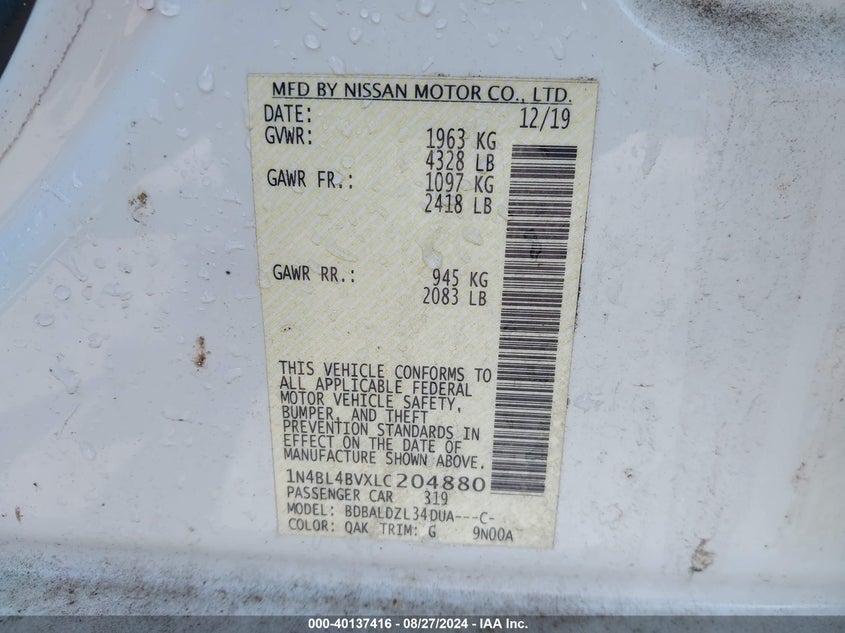 MFD BY NISSAN MOTOR CO., LTD.
DATE: 12/19
GVWR: 1963 KG
4328 LB
GAWR FR.: 1097 KG
2418 LB
GAWR RR.: 945 KG
2083 LB
THIS VEHICLE CONFORMS TO
ALL APPLICABLE FEDERAL
MOTOR VEHICLE SAFETY,
BUMPER, AND THEFT
PREVENTION STANDARDS IN
EFFECT ON THE DATE OF
MANUFACTURE SHOWN ABOVE.
1N4BL4BVXLC204880
PASSENGER CAR 319
MODEL: BDBALDZL34DUA---C-
COLOR: QAK TRIM: G 9N00A
000-40137416 - 08/27/2024 - IAA Inc.